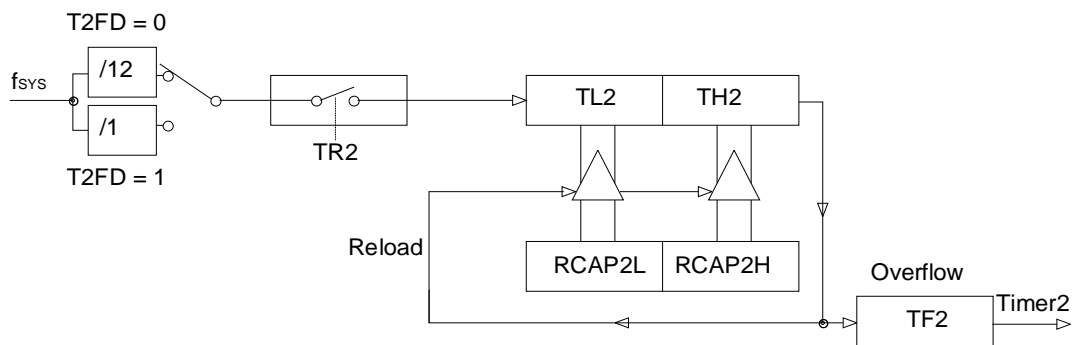 T2FD = 0
/12
fSYS
/1
T2FD = 1
TR2
TL2
TH2
Reload
RCAP2L
RCAP2H
Overflow
TF2
Timer2